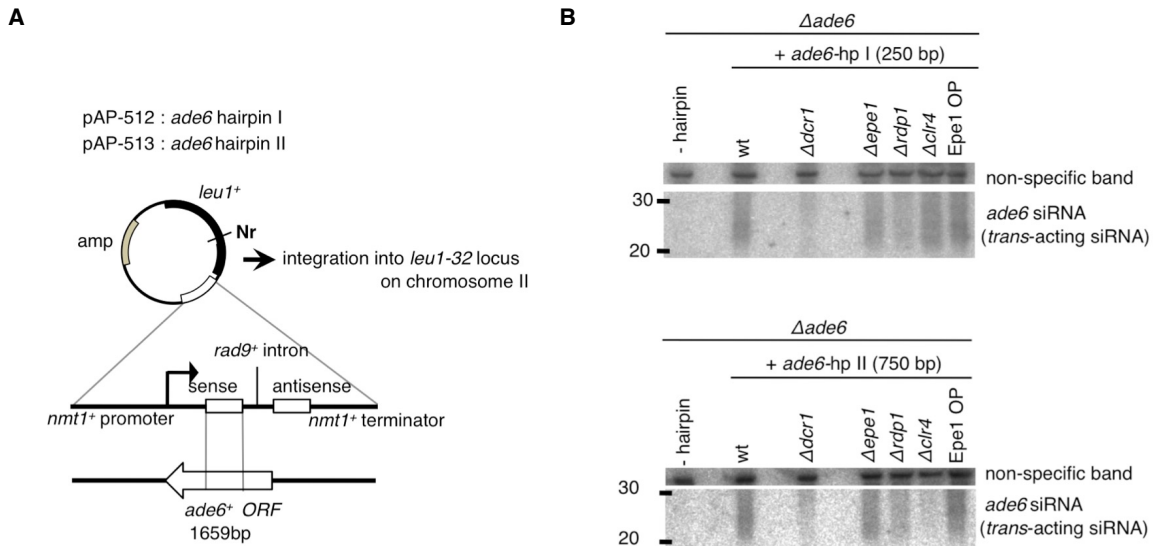 A
pAP-512 : ade6 hairpin I
pAP-513 : ade6 hairpin II
leu1+
amp
Nr
integration into leu1-32 locus
on chromosome II
rad9+ intron
sense
antisense
nmt1+ promoter
nmt1+ terminator
ade6+ ORF
1659bp
B
Δade6
+ ade6-hp I (250 bp)
- hairpin
wt
Δdcr1
Δepe1
Δrdp1
Δclr4
Epe1 OP
non-specific band
30
20
ade6 siRNA
(trans-acting siRNA)
Δade6
+ ade6-hp II (750 bp)
- hairpin
wt
Δdcr1
Δepe1
Δrdp1
Δclr4
Epe1 OP
non-specific band
30
20
ade6 siRNA
(trans-acting siRNA)